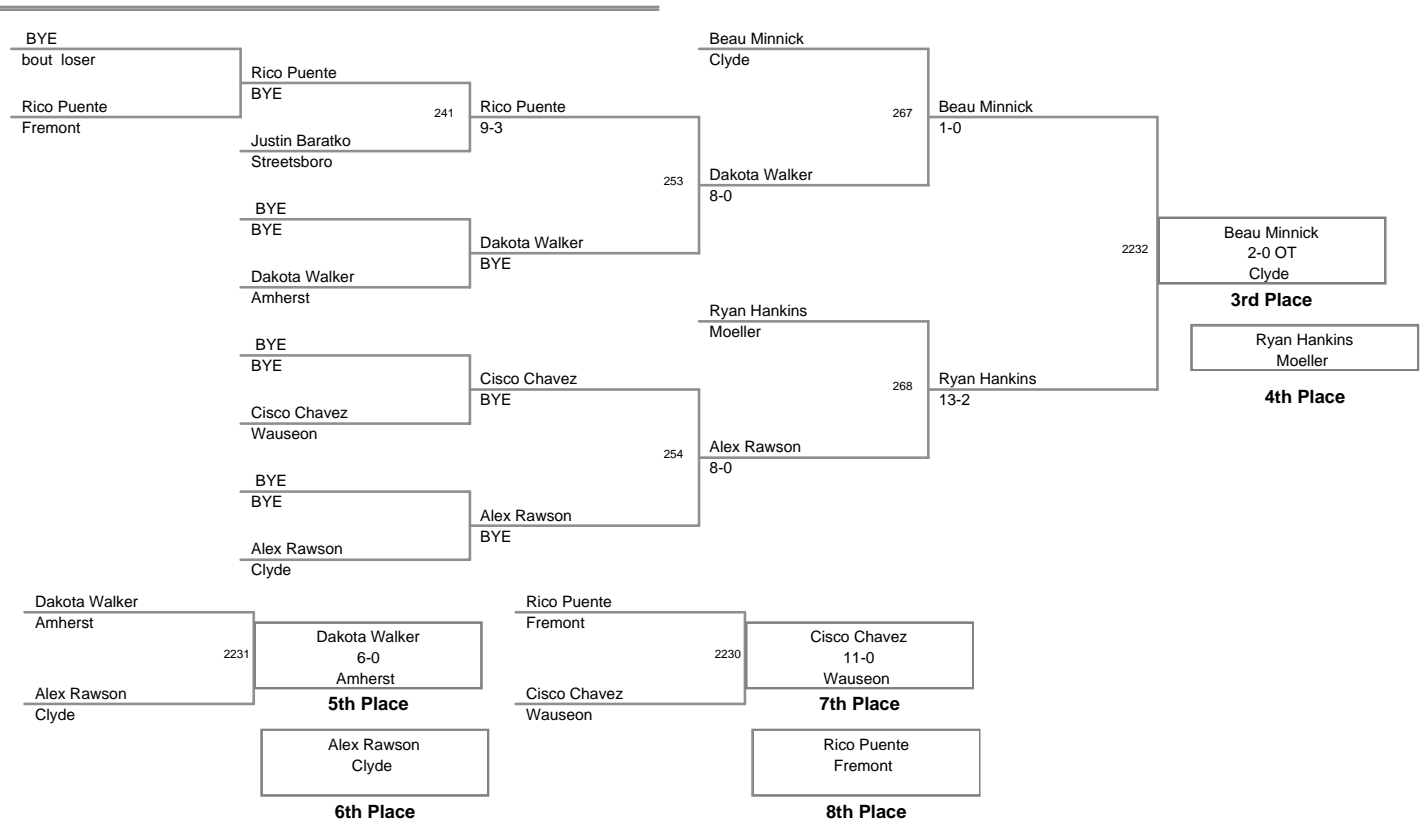 BYE
bout loser
Rico Puente
Fremont
Rico Puente
BYE
241
Justin Baratko
Streetsboro
Rico Puente
9-3
BYE
BYE
Dakota Walker
Amherst
Dakota Walker
BYE
253
Dakota Walker
8-0
Beau Minnick
Clyde
267
Beau Minnick
1-0
BYE
BYE
Cisco Chavez
Wauseon
Cisco Chavez
BYE
BYE
BYE
Alex Rawson
Clyde
Alex Rawson
BYE
254
Alex Rawson
8-0
Ryan Hankins
Moeller
268
Ryan Hankins
13-2
2232
Beau Minnick
2-0 OT
Clyde
3rd Place
Ryan Hankins
Moeller
4th Place
Dakota Walker
Amherst
2231
Alex Rawson
Clyde
Dakota Walker
6-0
Amherst
5th Place
Alex Rawson
Clyde
6th Place
Rico Puente
Fremont
2230
Cisco Chavez
Wauseon
Cisco Chavez
11-0
Wauseon
7th Place
Rico Puente
Fremont
8th Place